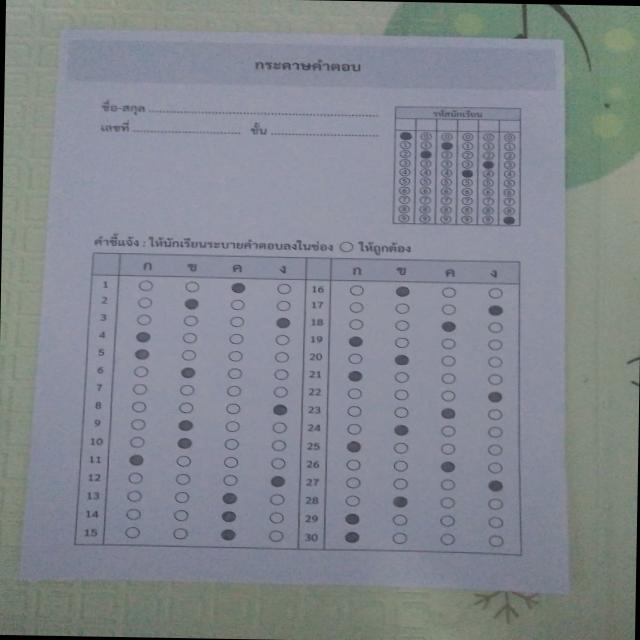 กระดาษคำตอบ
ชื่อ-สกุล
เลขที่ ชั้น
รหัสนักเรียน
คำชี้แจ้ง : ให้นักเรียนระบายคำตอบลงในช่อง ให้ถูกต้อง
ก ข ค ง ก ข ค ง
1 16
2 17
3 18
4 19
5 20
6 21
7 22
8 23
9 24
10 25
11 26
12 27
13 28
14 29
15 30